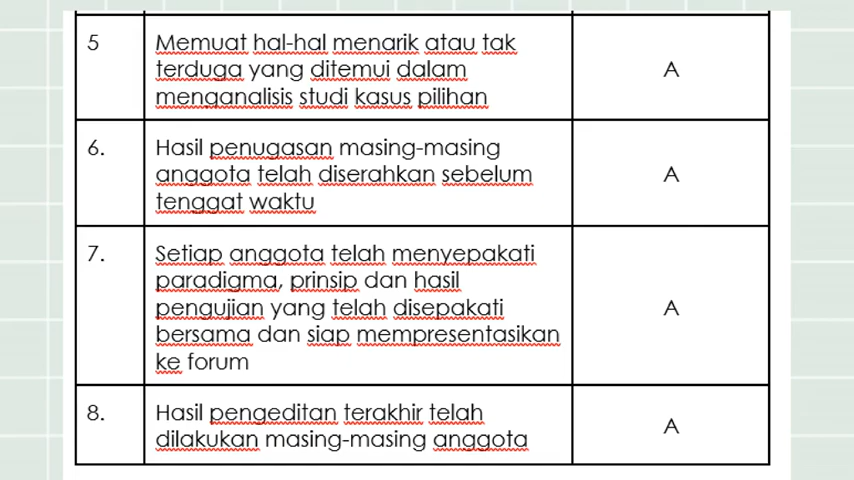 5
Memuat hal-hal menarik atau tak
terduga yang ditemui dalam
menganalisis studi kasus pilihan
A
6.
Hasil penugasan masing-masing
anggota telah diserahkan sebelum
tenggat waktu
A
7.
Setiap anggota telah menyepakati
paradigma, prinsip dan hasil
pengujian yang telah disepakati
bersama dan siap mempresentasikan
ke forum
A
8.
Hasil pengeditan terakhir telah
dilakukan masing-masing anggota
A